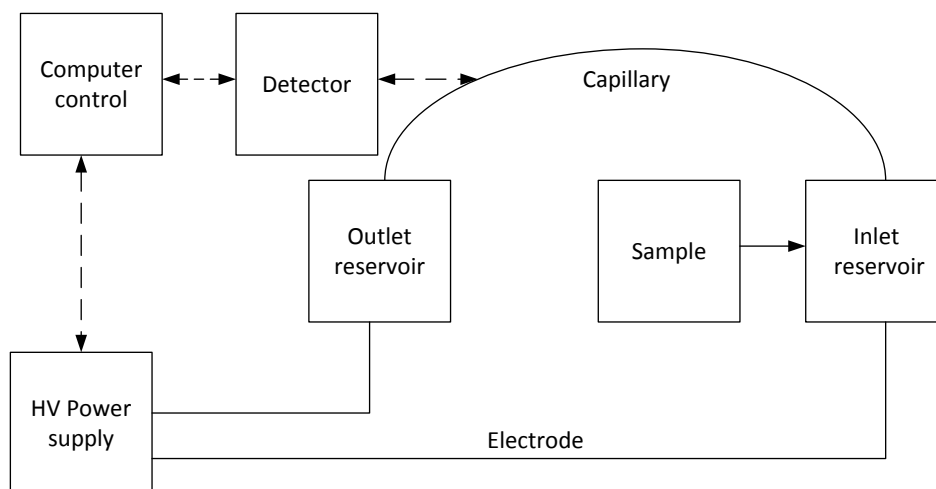 Computer
control
Detector
Capillary
Outlet
reservoir
Sample
Inlet
reservoir
HV Power
supply
Electrode